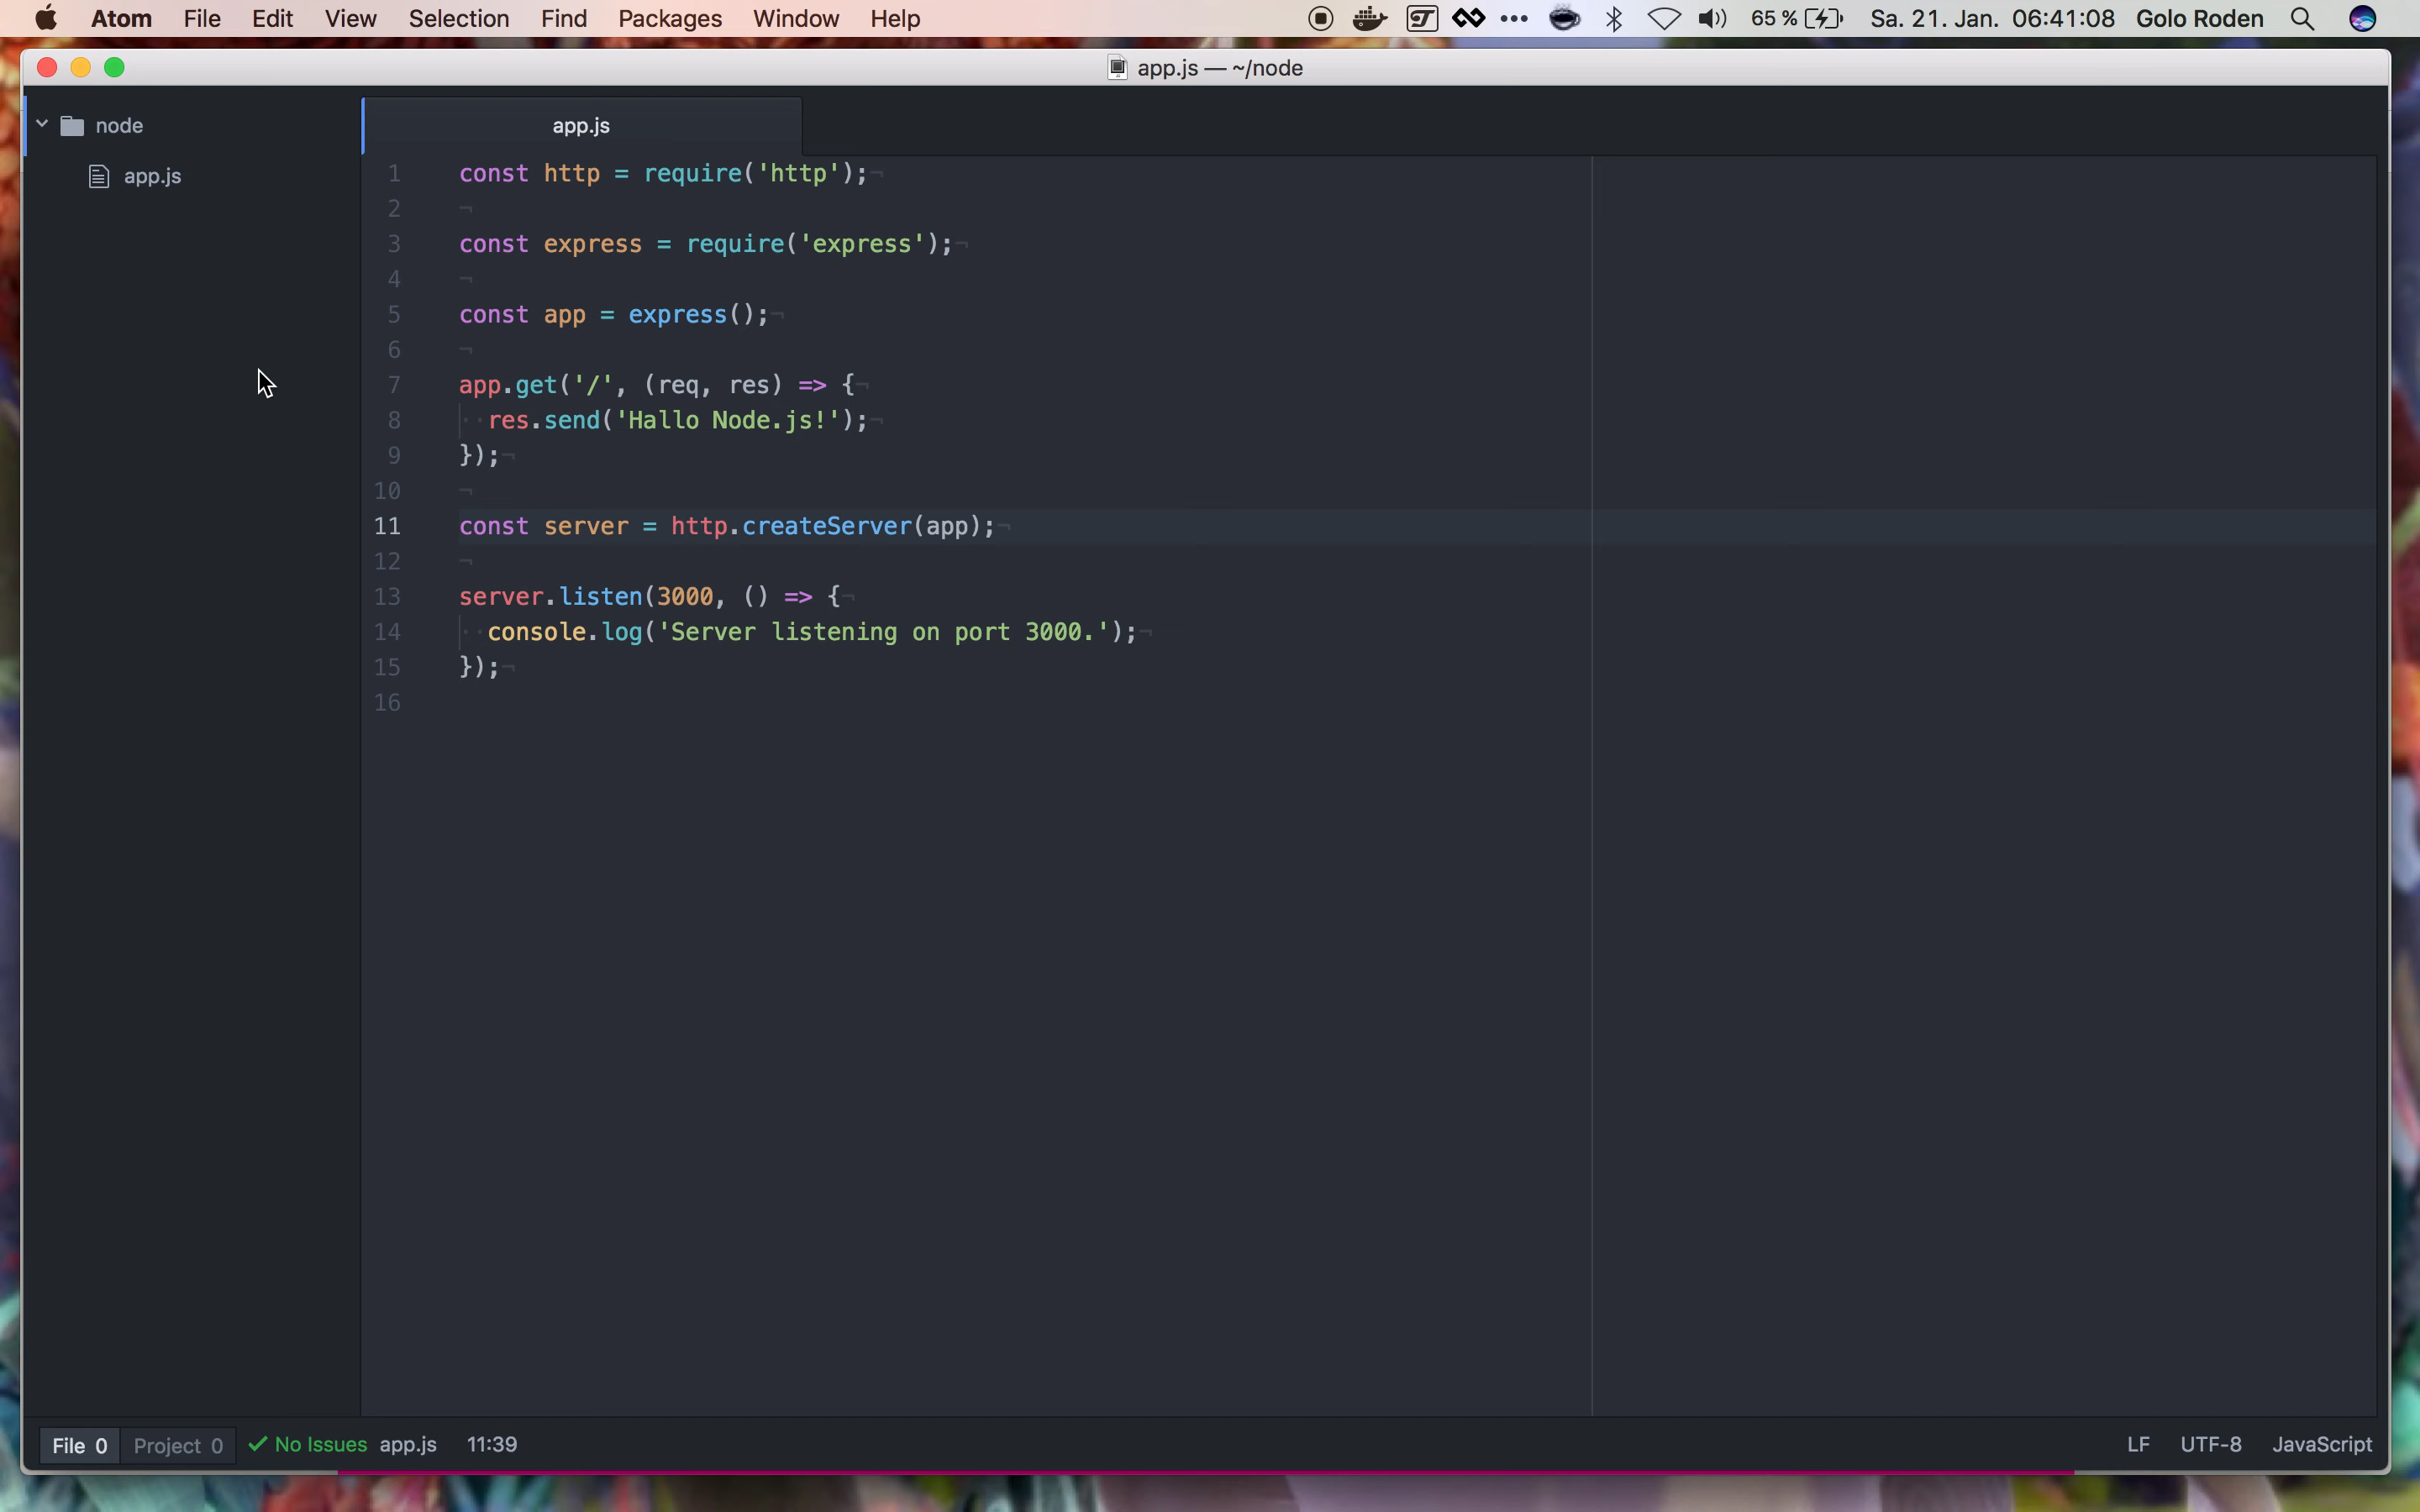 Atom File Edit View Selection Find Packages Window Help 65 % Sa. 21. Jan. 06:41:08 Golo Roden
app.js — ~/node
node
app.js
app.js
1 const http = require('http');¬
2 ¬
3 const express = require('express');¬
4 ¬
5 const app = express();¬
6 ¬
7 app.get('/', (req, res) => {¬
8 ··res.send('Hallo Node.js!');¬
9 });¬
10 ¬
11 const server = http.createServer(app);¬
12 ¬
13 server.listen(3000, () => {¬
14 ··console.log('Server listening on port 3000.');¬
15 });¬
16
File 0 Project 0 No Issues app.js 11:39 LF UTF-8 JavaScript